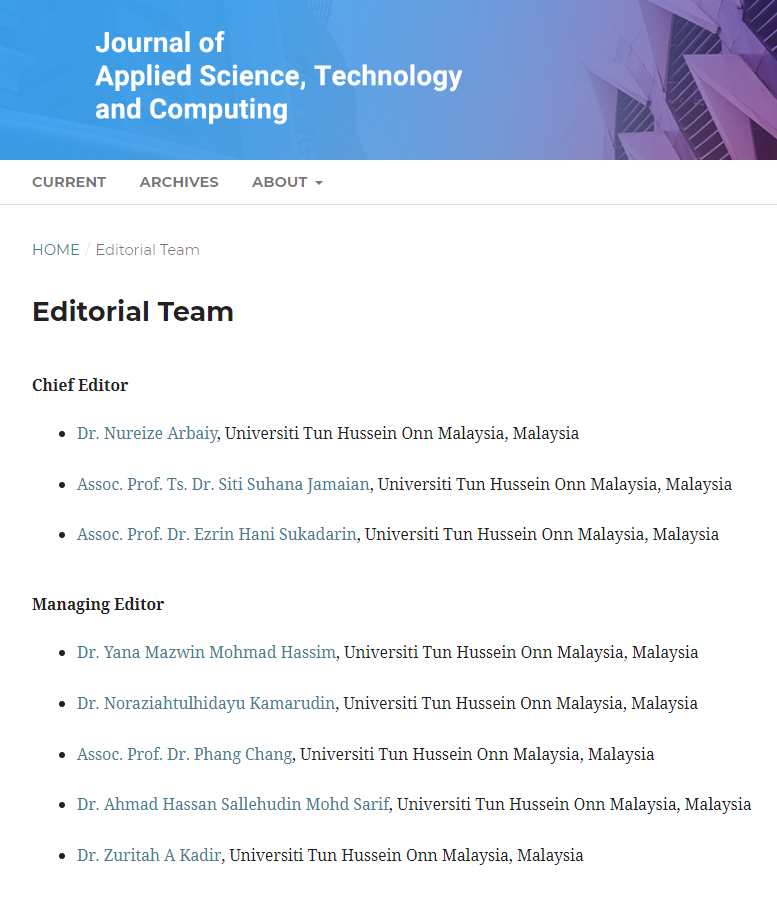 Journal of
Applied Science, Technology
and Computing
CURRENT ARCHIVES ABOUT
HOME / Editorial Team
Editorial Team
Chief Editor
Dr. Nureize Arbaiy, Universiti Tun Hussein Onn Malaysia, Malaysia
Assoc. Prof. Ts. Dr. Siti Suhana Jamaian, Universiti Tun Hussein Onn Malaysia, Malaysia
Assoc. Prof. Dr. Ezrin Hani Sukadarin, Universiti Tun Hussein Onn Malaysia, Malaysia
Managing Editor
Dr. Yana Mazwin Mohmad Hassim, Universiti Tun Hussein Onn Malaysia, Malaysia
Dr. Noraziahtulhidayu Kamarudin, Universiti Tun Hussein Onn Malaysia, Malaysia
Assoc. Prof. Dr. Phang Chang, Universiti Tun Hussein Onn Malaysia, Malaysia
Dr. Ahmad Hassan Sallehudin Mohd Sarif, Universiti Tun Hussein Onn Malaysia, Malaysia
Dr. Zuritah A Kadir, Universiti Tun Hussein Onn Malaysia, Malaysia